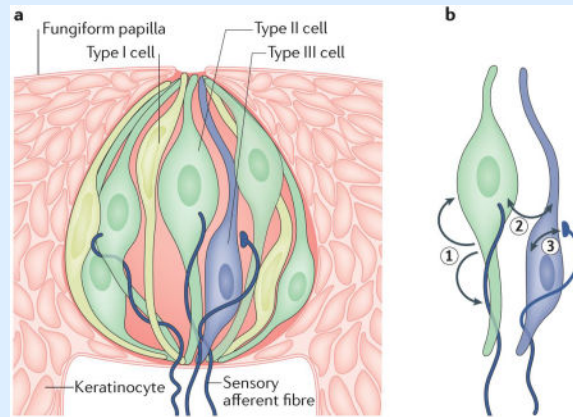 a
Fungiform papilla
Type I cell
Type II cell
Type III cell
Keratinocyte
Sensory
afferent fibre
b
1
2
3